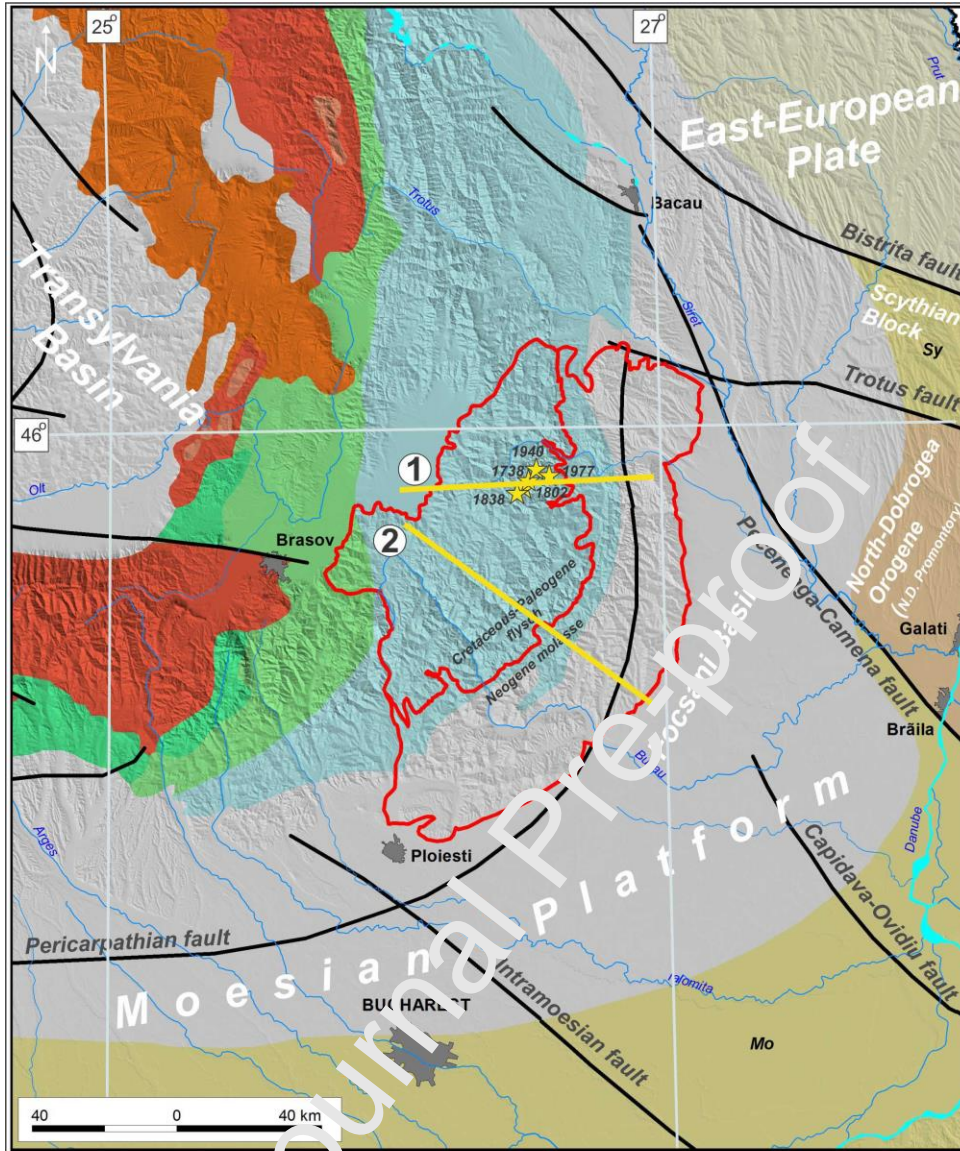 25°
27°
N
Prut
East-European
Plate
Trotus
Bacau
Bistrita fault
Transylvania
Basin
Siret
Scythian
Block
Sy
Trotus fault
46°
1940
1738
1977
1
1838
1802
Olt
North-Dobrogea
Orogene
(N.D. Promontory)
Peceneaga-Camena fault
Brasov
2
Cretaceous-Paleogene
flysch
Neogene molasse
Focsani Basin
Galati
Brăila
Buzau
Arges
Ploiesti
Danube
Capidava-Ovidiu fault
Pericarpathian fault
Moesian Platform
Intramoesian fault
Ialomita
BUCHAREST
Mo
40 0 40 km
Journal Pre-proof